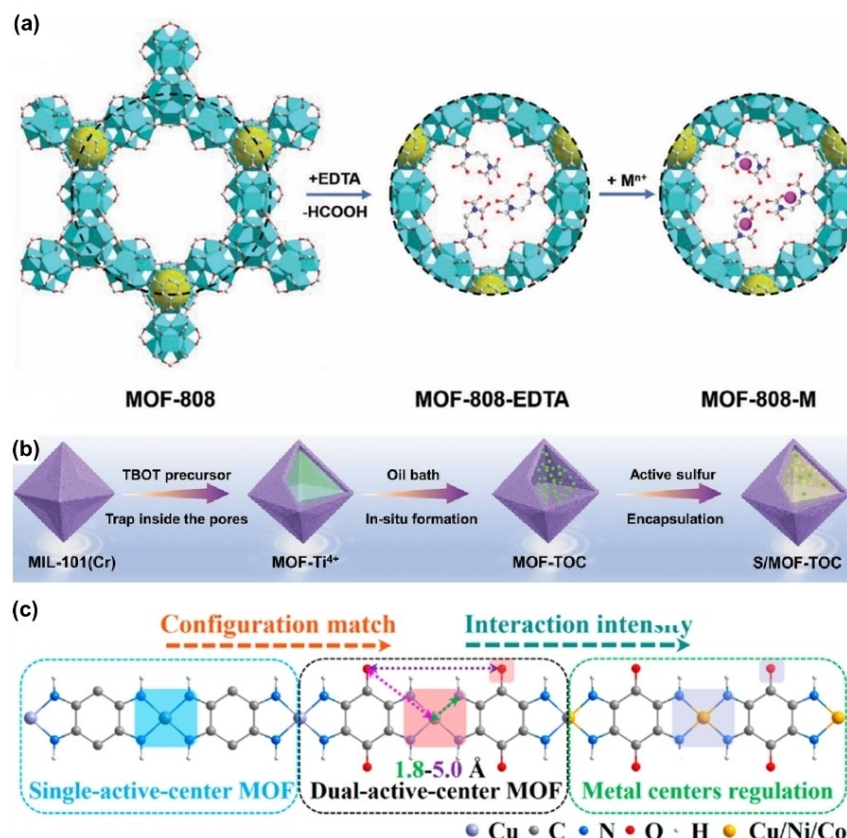 (a)
+EDTA
-HCOOH
+ Mⁿ⁺
MOF-808
MOF-808-EDTA
MOF-808-M
(b)
TBOT precursor
Oil bath
Active sulfur
Trap inside the pores
In-situ formation
Encapsulation
MIL-101(Cr)
MOF-Ti⁴⁺
MOF-TOC
S/MOF-TOC
(c)
Configuration match
Interaction intensity
1.8-5.0 Å
Single-active-center MOF
Dual-active-center MOF
Metal centers regulation
Cu C N O H Cu/Ni/Co